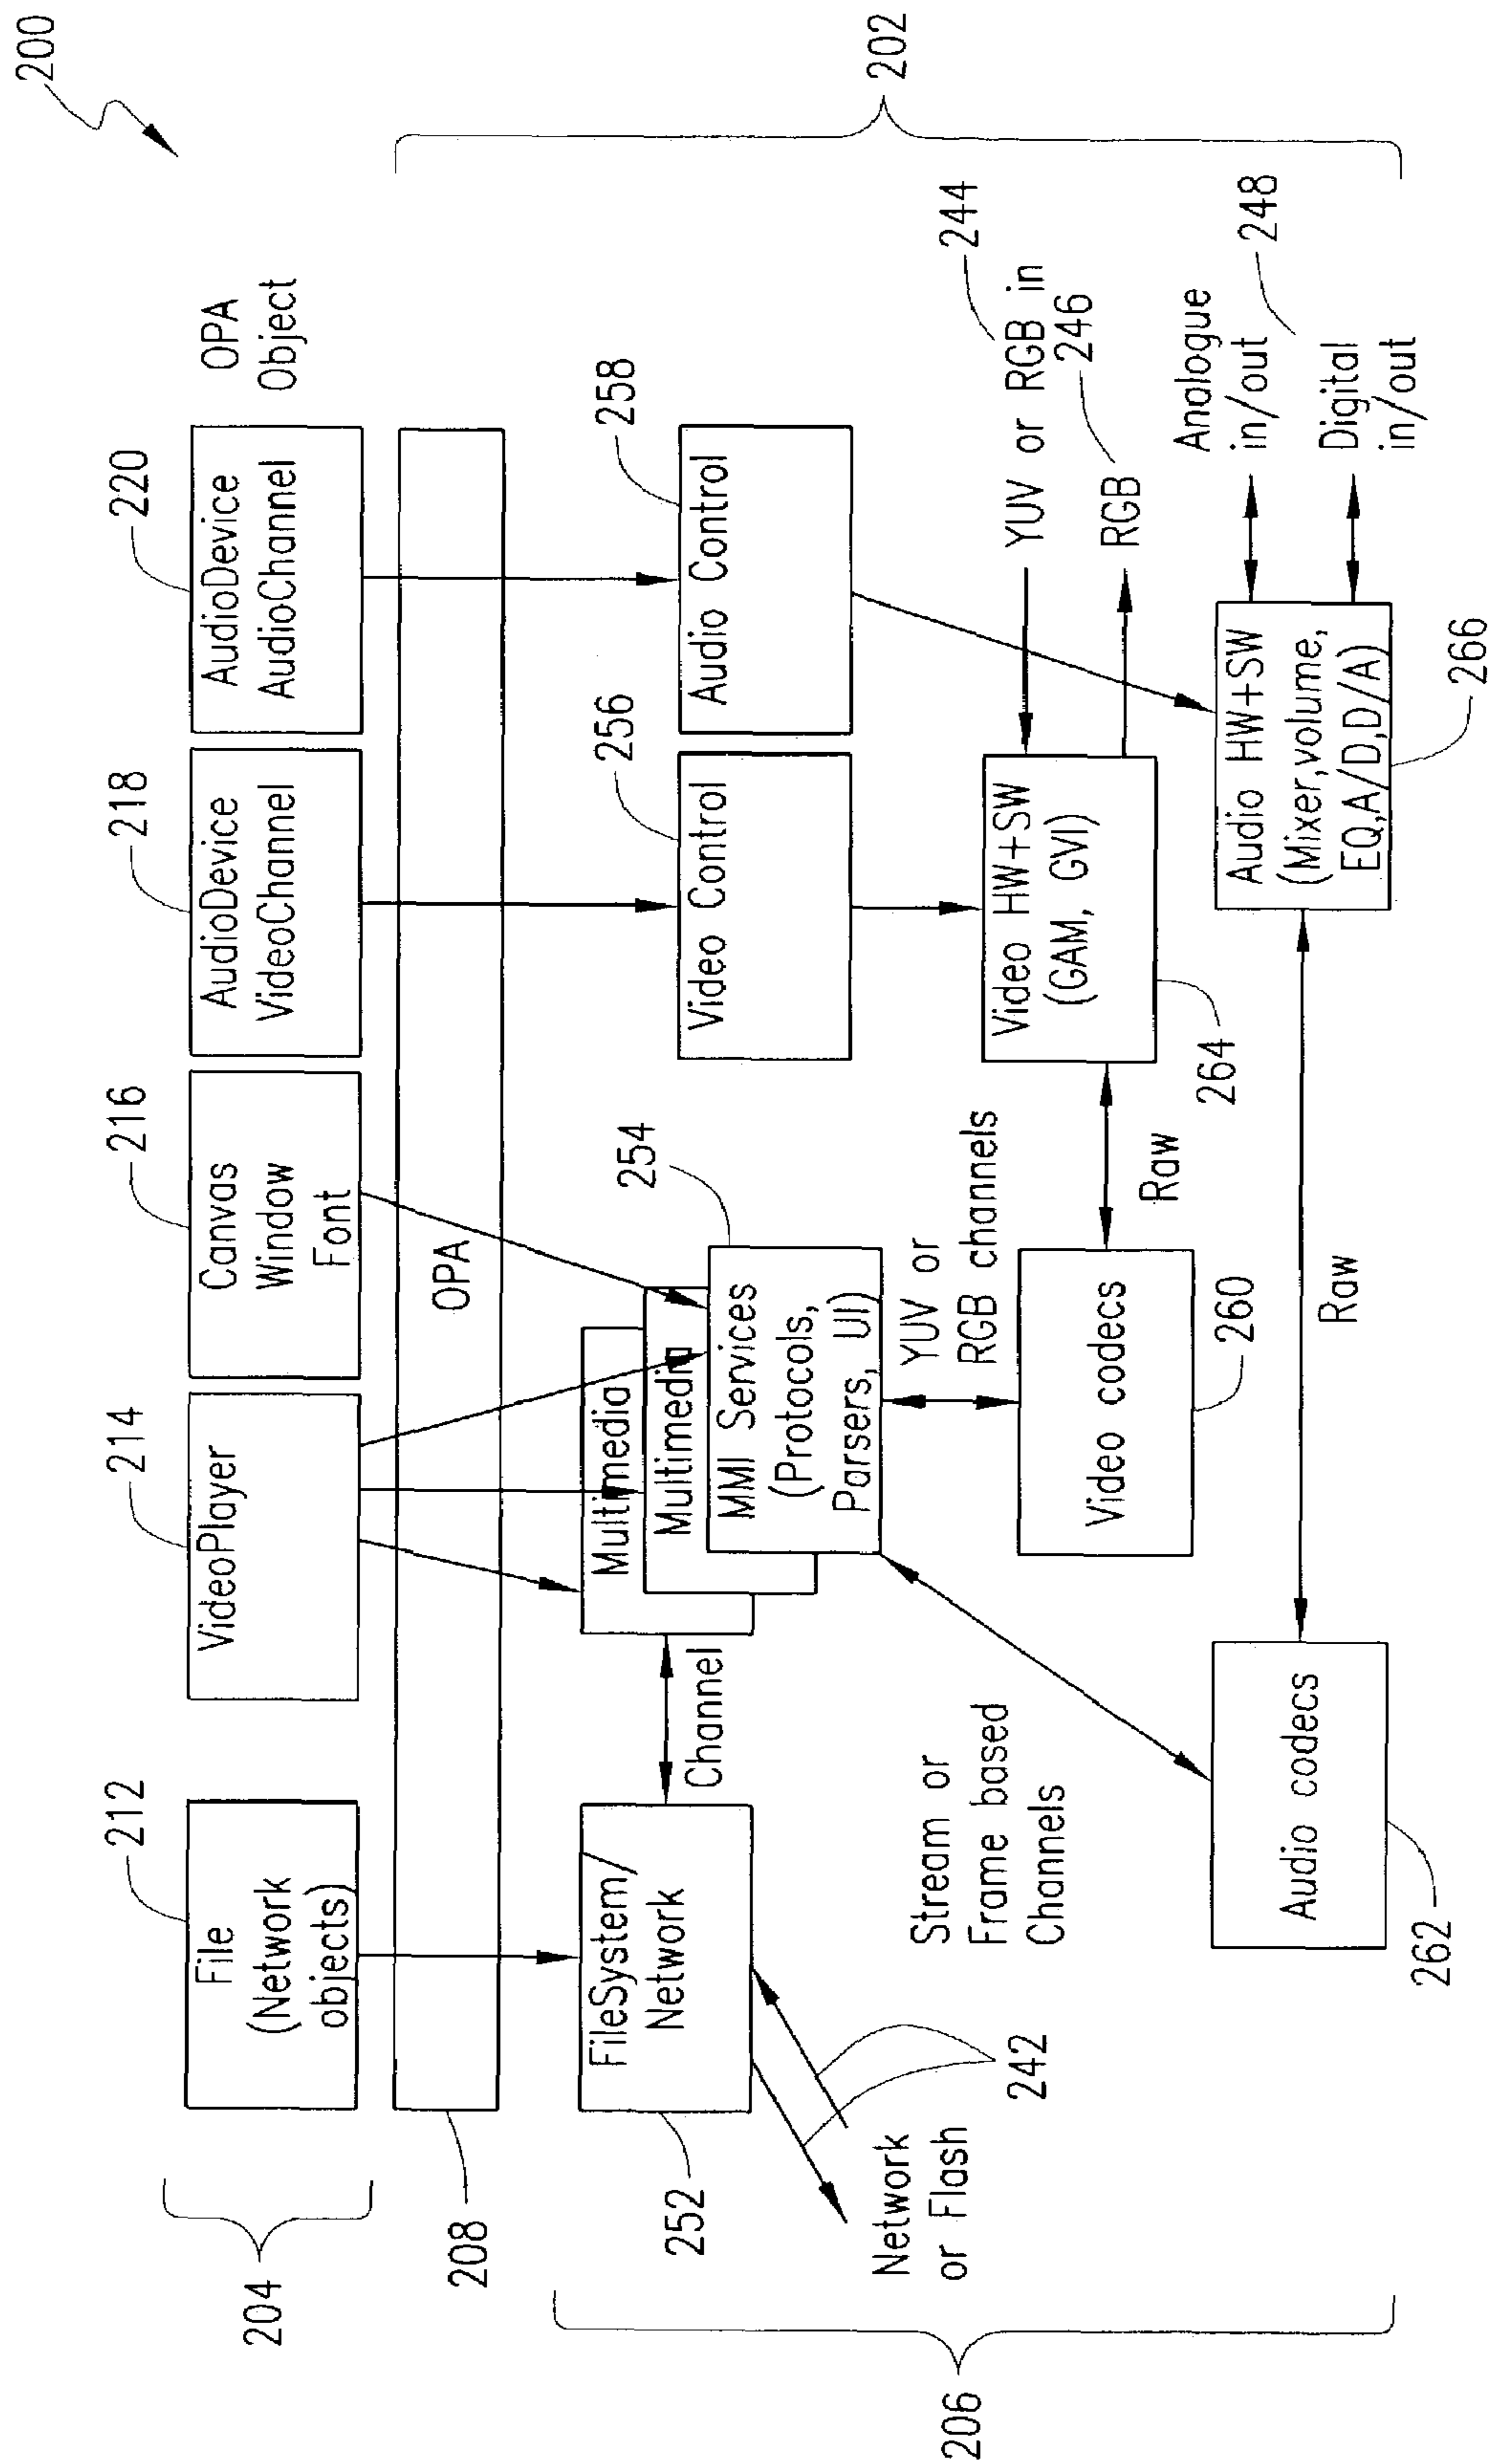 200
204
212
File
(Network
objects)
214
VideoPlayer
216
Canvas
Window
Font
218
AudioDevice
VideoChannel
220
AudioDevice
AudioChannel
OPA
Object
208
OPA
202
206
252
FileSystem/
Network
Channel
Multimedia
Multimedia
254
MMI Services
(Protocols,
Parsers, UI)
256
Video Control
258
Audio Control
Network
or Flash
242
Stream or
Frame based
Channels
YUV or
RGB channels
Video HW+SW
(GAM, GVI)
264
YUV or RGB in
244
RGB
246
Video codecs
260
Raw
Audio codecs
262
Raw
Audio HW+SW
(Mixer,volume,
EQ,A/D,D/A)
266
Analogue
in/out
Digital
in/out
248